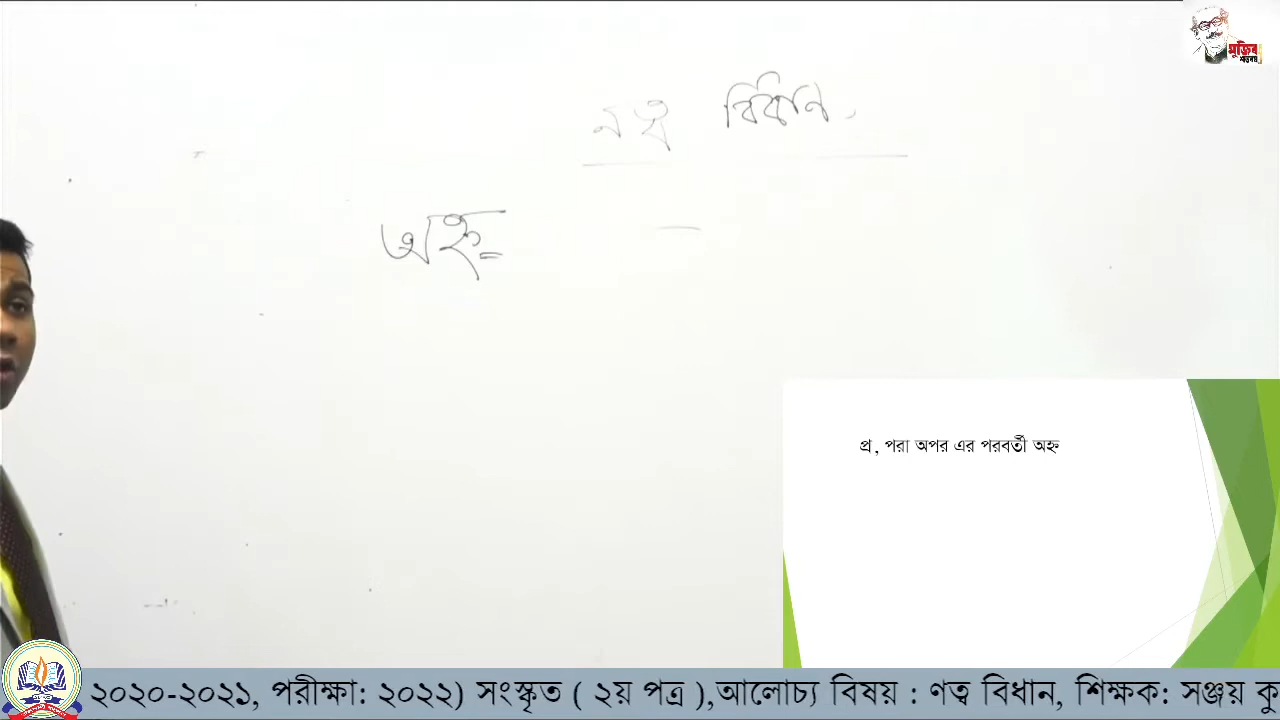 মুজিব
শতবর্ষ
ণত্ব বিধান
অহ্ন =
প্র, পরা অপর এর পরবর্তী অহ্ন
২০২০-২০২১, পরীক্ষা: ২০২২) সংস্কৃত ( ২য় পত্র ),আলোচ্য বিষয় : ণত্ব বিধান, শিক্ষক: সঞ্জয় কু